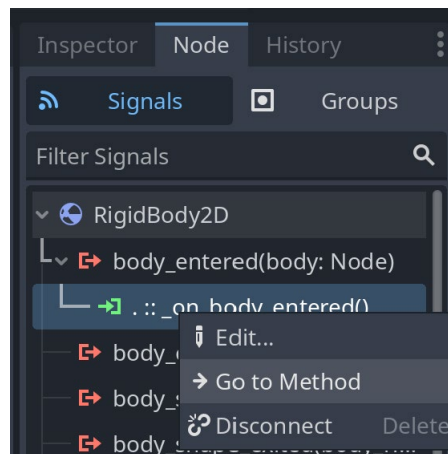 Inspector Node History
Signals Groups
Filter Signals
RigidBody2D
body_entered(body: Node)
. :: _on_body_entered()
Edit...
Go to Method
Disconnect Delete